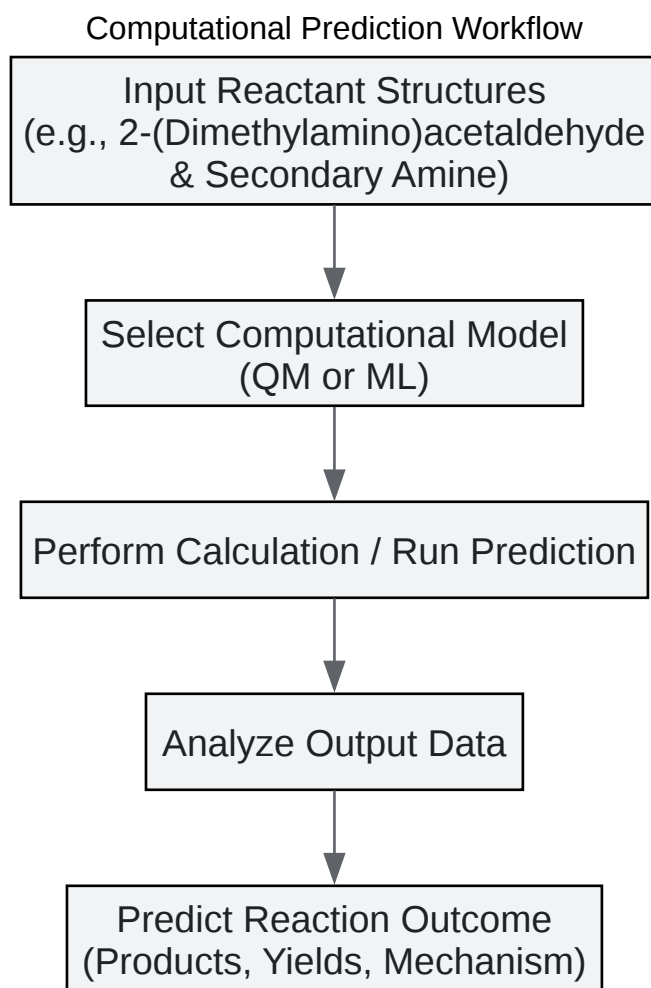 Computational Prediction Workflow
Input Reactant Structures
(e.g., 2-(Dimethylamino)acetaldehyde
& Secondary Amine)
Select Computational Model
(QM or ML)
Perform Calculation / Run Prediction
Analyze Output Data
Predict Reaction Outcome
(Products, Yields, Mechanism)